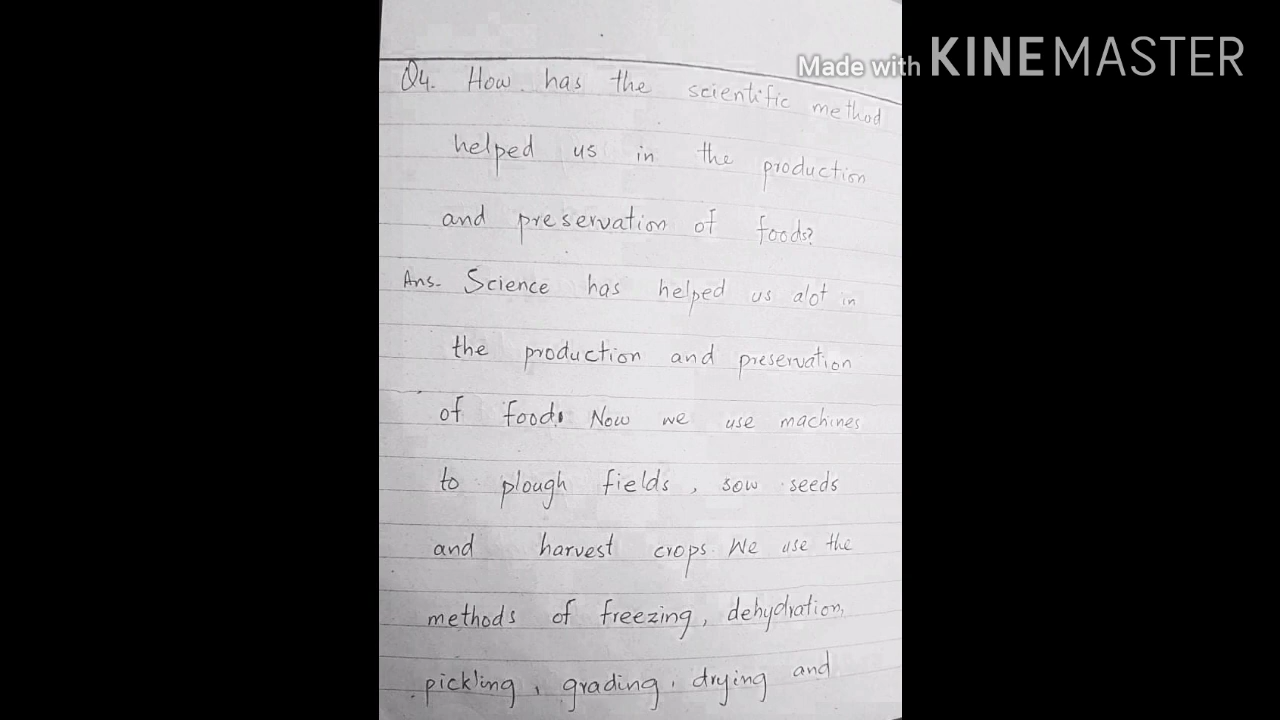 Made with KINEMASTER
Q4. How has the scientific method
helped us in the production
and preservation of foods?
Ans- Science has helped us alot in
the production and preservation
of food. Now we use machines
to plough fields, sow seeds
and harvest crops. We use the
methods of freezing, dehydration,
pickling, grading, drying and